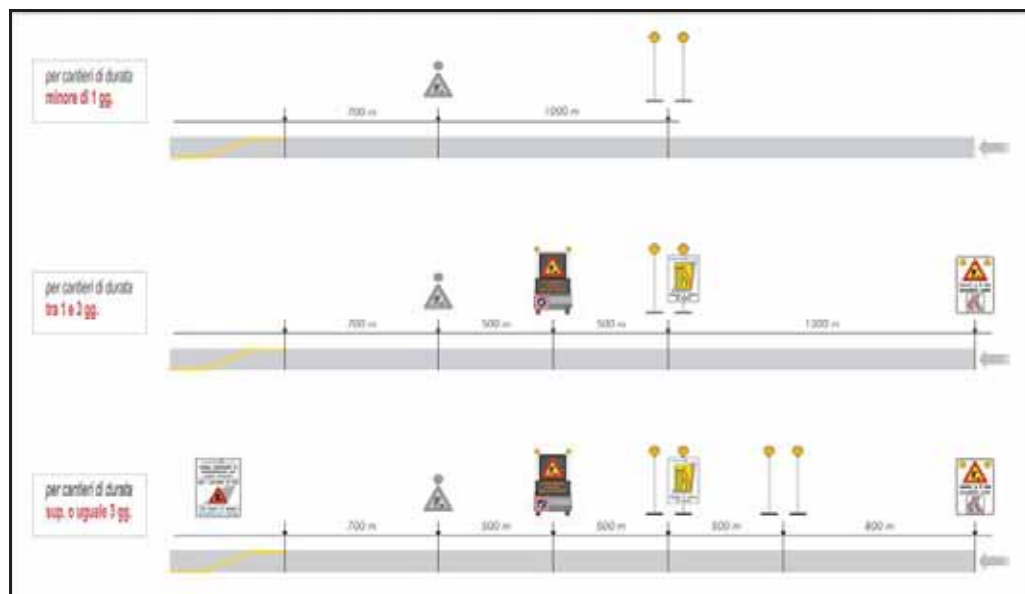 per cantieri di durata
minore di 1 gg.
700 m
1000 m
per cantieri di durata
tra 1 e 3 gg.
700 m
500 m
500 m
1300 m
per cantieri di durata
sup. o uguale 3 gg.
700 m
500 m
500 m
500 m
800 m